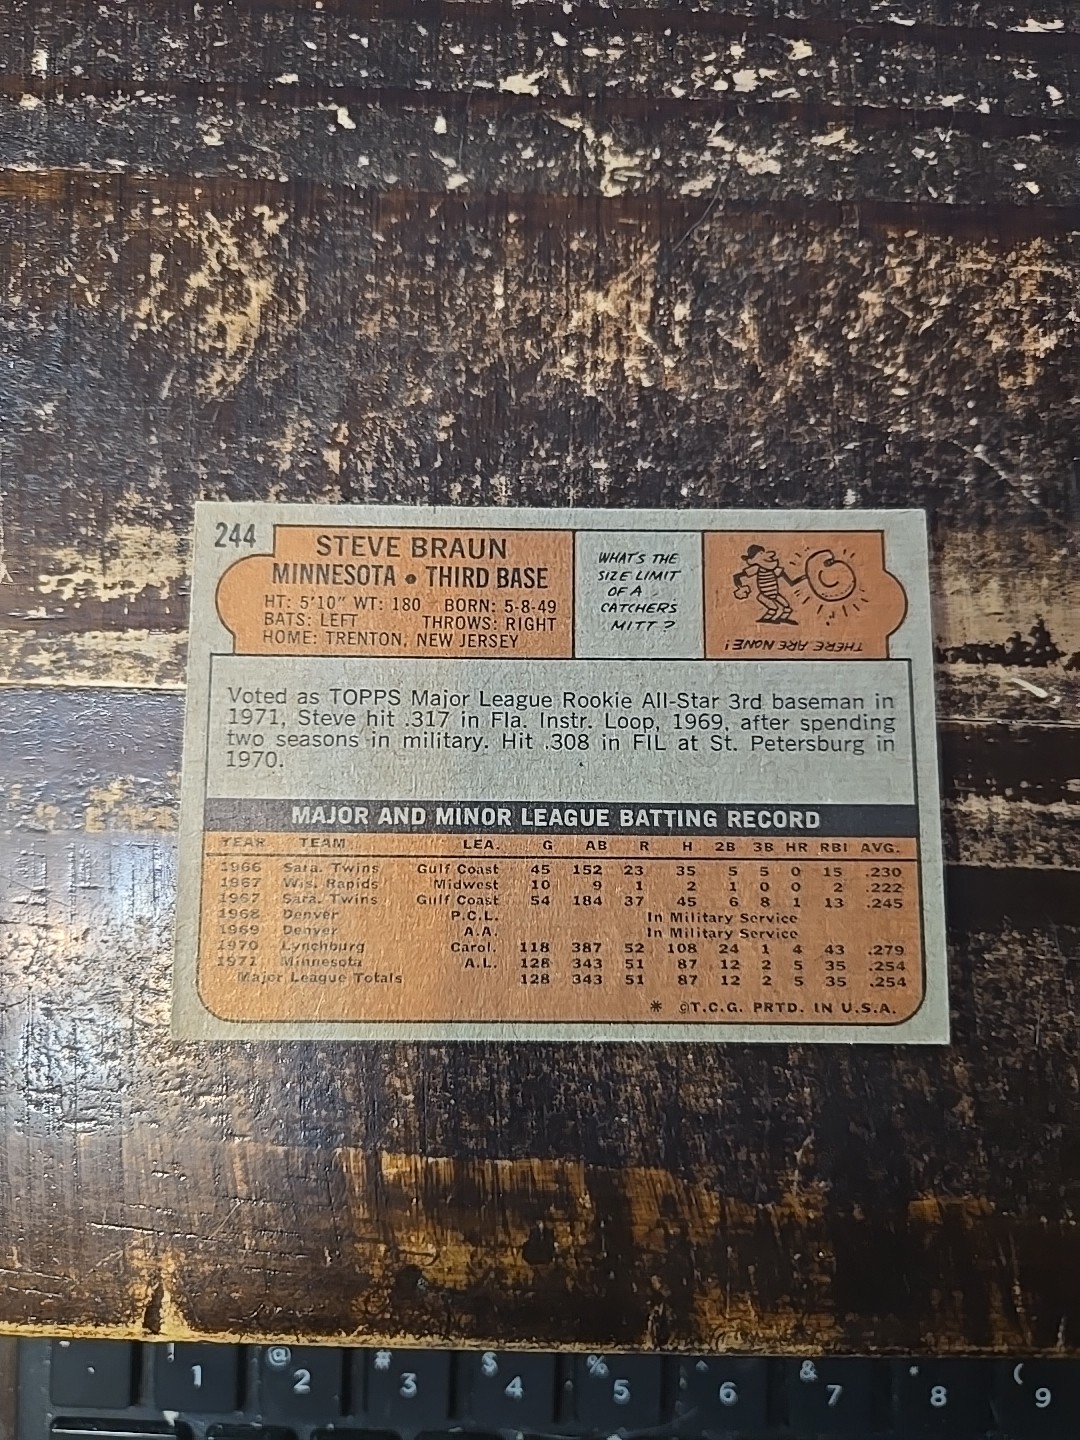 244
STEVE BRAUN
MINNESOTA • THIRD BASE
HT: 5'10" WT: 180 BORN: 5-8-49
BATS: LEFT THROWS: RIGHT
HOME: TRENTON, NEW JERSEY
WHAT'S THE
SIZE LIMIT
OF A
CATCHERS
MITT?
THERE ARE NONE!
Voted as TOPPS Major League Rookie All-Star 3rd baseman in
1971, Steve hit .317 in Fla. Instr. Loop, 1969, after spending
two seasons in military. Hit .308 in FIL at St. Petersburg in
1970.
MAJOR AND MINOR LEAGUE BATTING RECORD
YEAR TEAM LEA. G AB R H 2B 3B HR RBI AVG.
1966 Sara. Twins Gulf Coast 45 152 23 35 5 5 0 15 .230
1967 Wis. Rapids Midwest 10 9 1 2 1 0 0 2 .222
1967 Sara. Twins Gulf Coast 54 184 37 45 6 8 1 13 .245
1968 Denver P.C.L. In Military Service
1969 Denver A.A. In Military Service
1970 Lynchburg Carol. 118 387 52 108 24 1 4 43 .279
1971 Minnesota A.L. 128 343 51 87 12 2 5 35 .254
Major League Totals 128 343 51 87 12 2 5 35 .254
* ©T.C.G. PRTD. IN U.S.A.
! @ # $ % ^ & * (
1 2 3 4 5 6 7 8 9